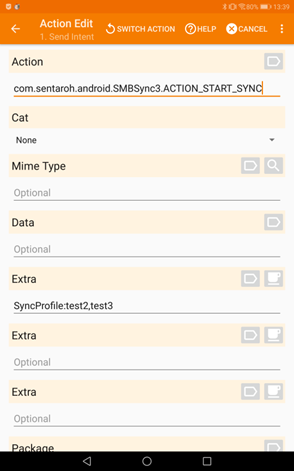 80% 13:39
Action Edit
1. Send Intent
SWITCH ACTION
HELP
CANCEL
Action
com.sentaroh.android.SMBSync3.ACTION_START_SYNC
Cat
None
Mime Type
Optional
Data
Optional
Extra
SyncProfile:test2,test3
Extra
Optional
Extra
Optional
Package